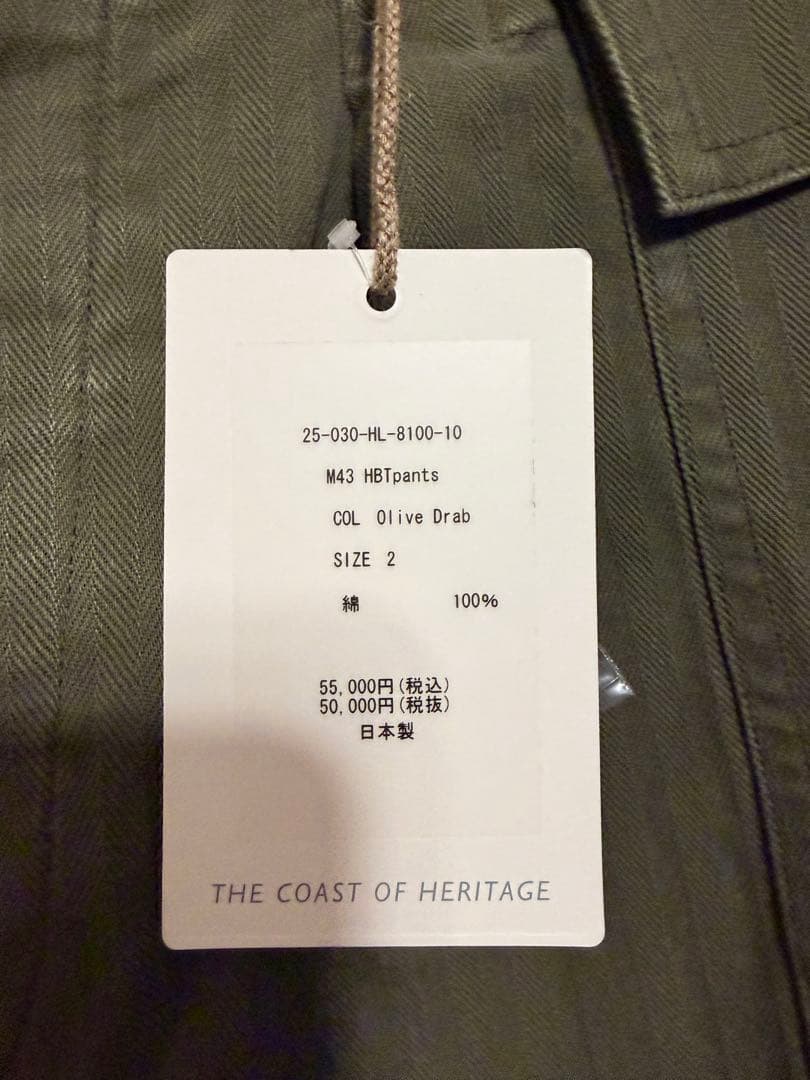 25-030-HL-8100-10
M43 HBTpants
COL Olive Drab
SIZE 2
綿 100%
55,000円(税込)
50,000円(税抜)
日本製
THE COAST OF HERITAGE